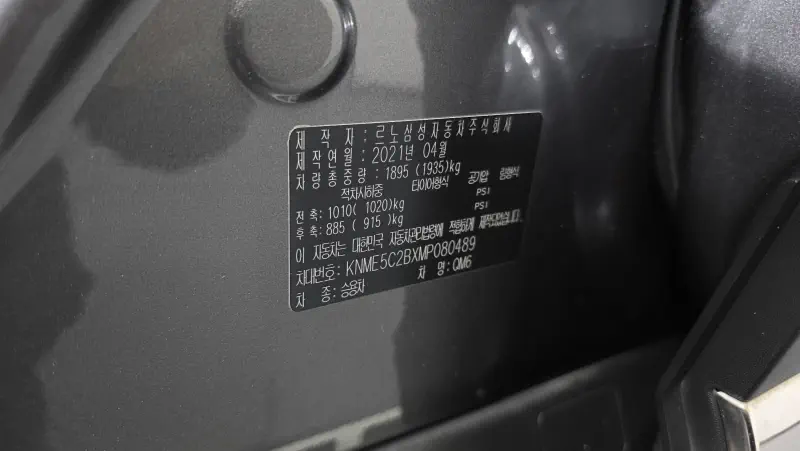 제 작 자 : 르노삼성자동차주식회사
제작연월 : 2021년 04월
차량총중량 : 1895 (1935)kg
적차시하중 타이어형식 공기압 림형식
전 축: 1010( 1020)kg PSI
후 축: 885 ( 915 )kg PSI
이 자동차는 대한민국 자동차관리법령에 적합하게 제작되었습니다.
차대번호: KNME5C2BXMP080489
차 종: 승용차 차 명: QM6